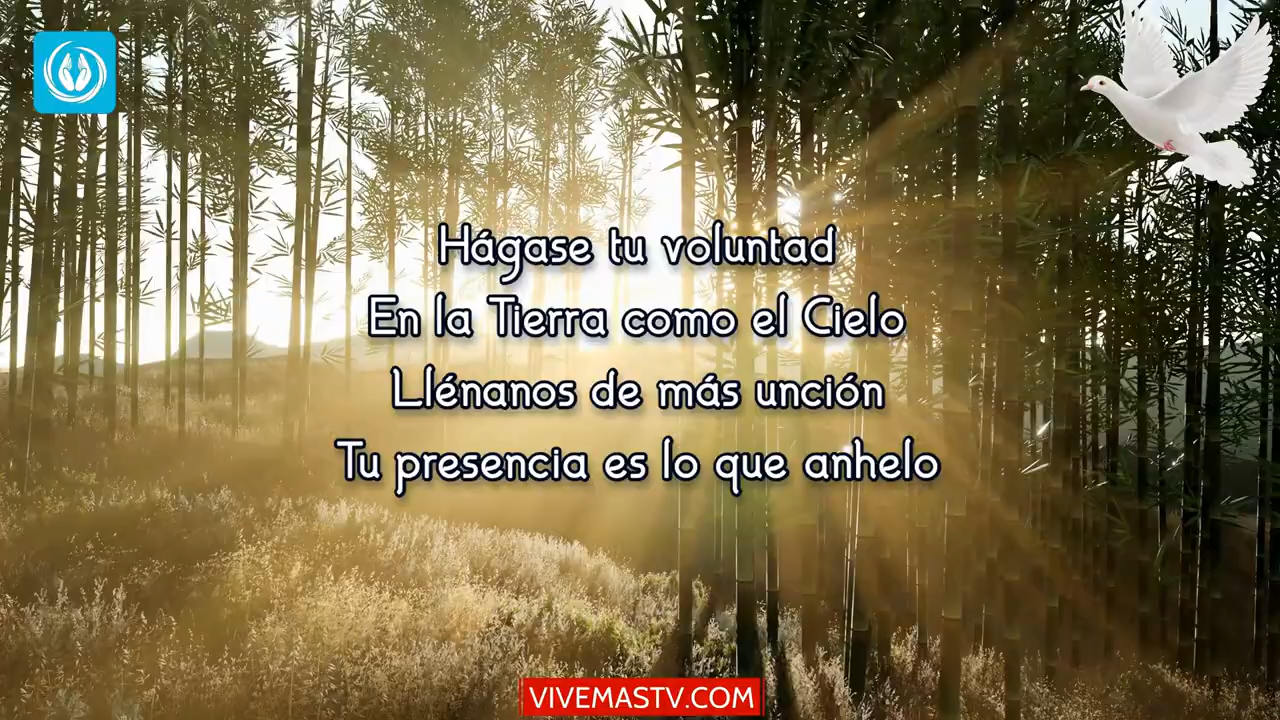 Hágase tu voluntad
En la Tierra como el Cielo
Llénanos de más unción
Tu presencia es lo que anhelo
VIVEMASTV.COM